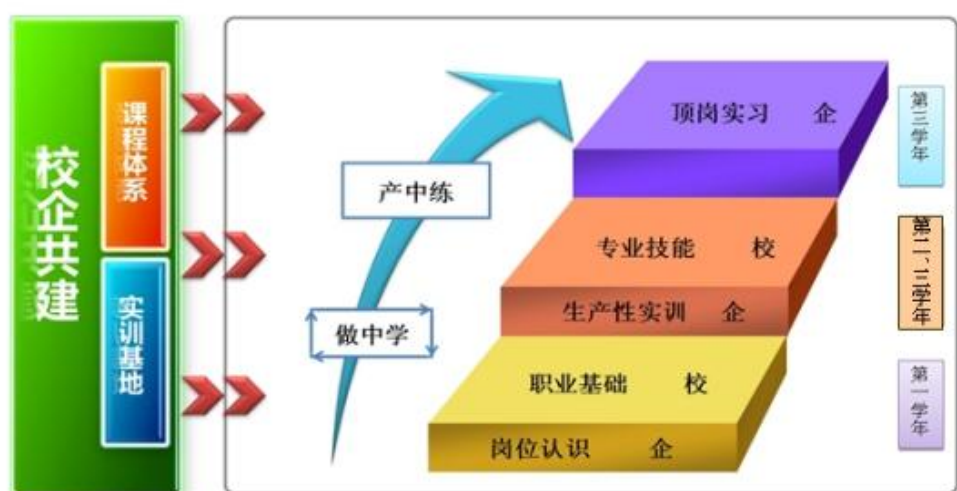 校企共建
课程体系
实训基地
产中练
做中学
顶岗实习 企
专业技能 校
生产性实训 企
职业基础 校
岗位认识 企
第三学年
第二、三学年
第一学年